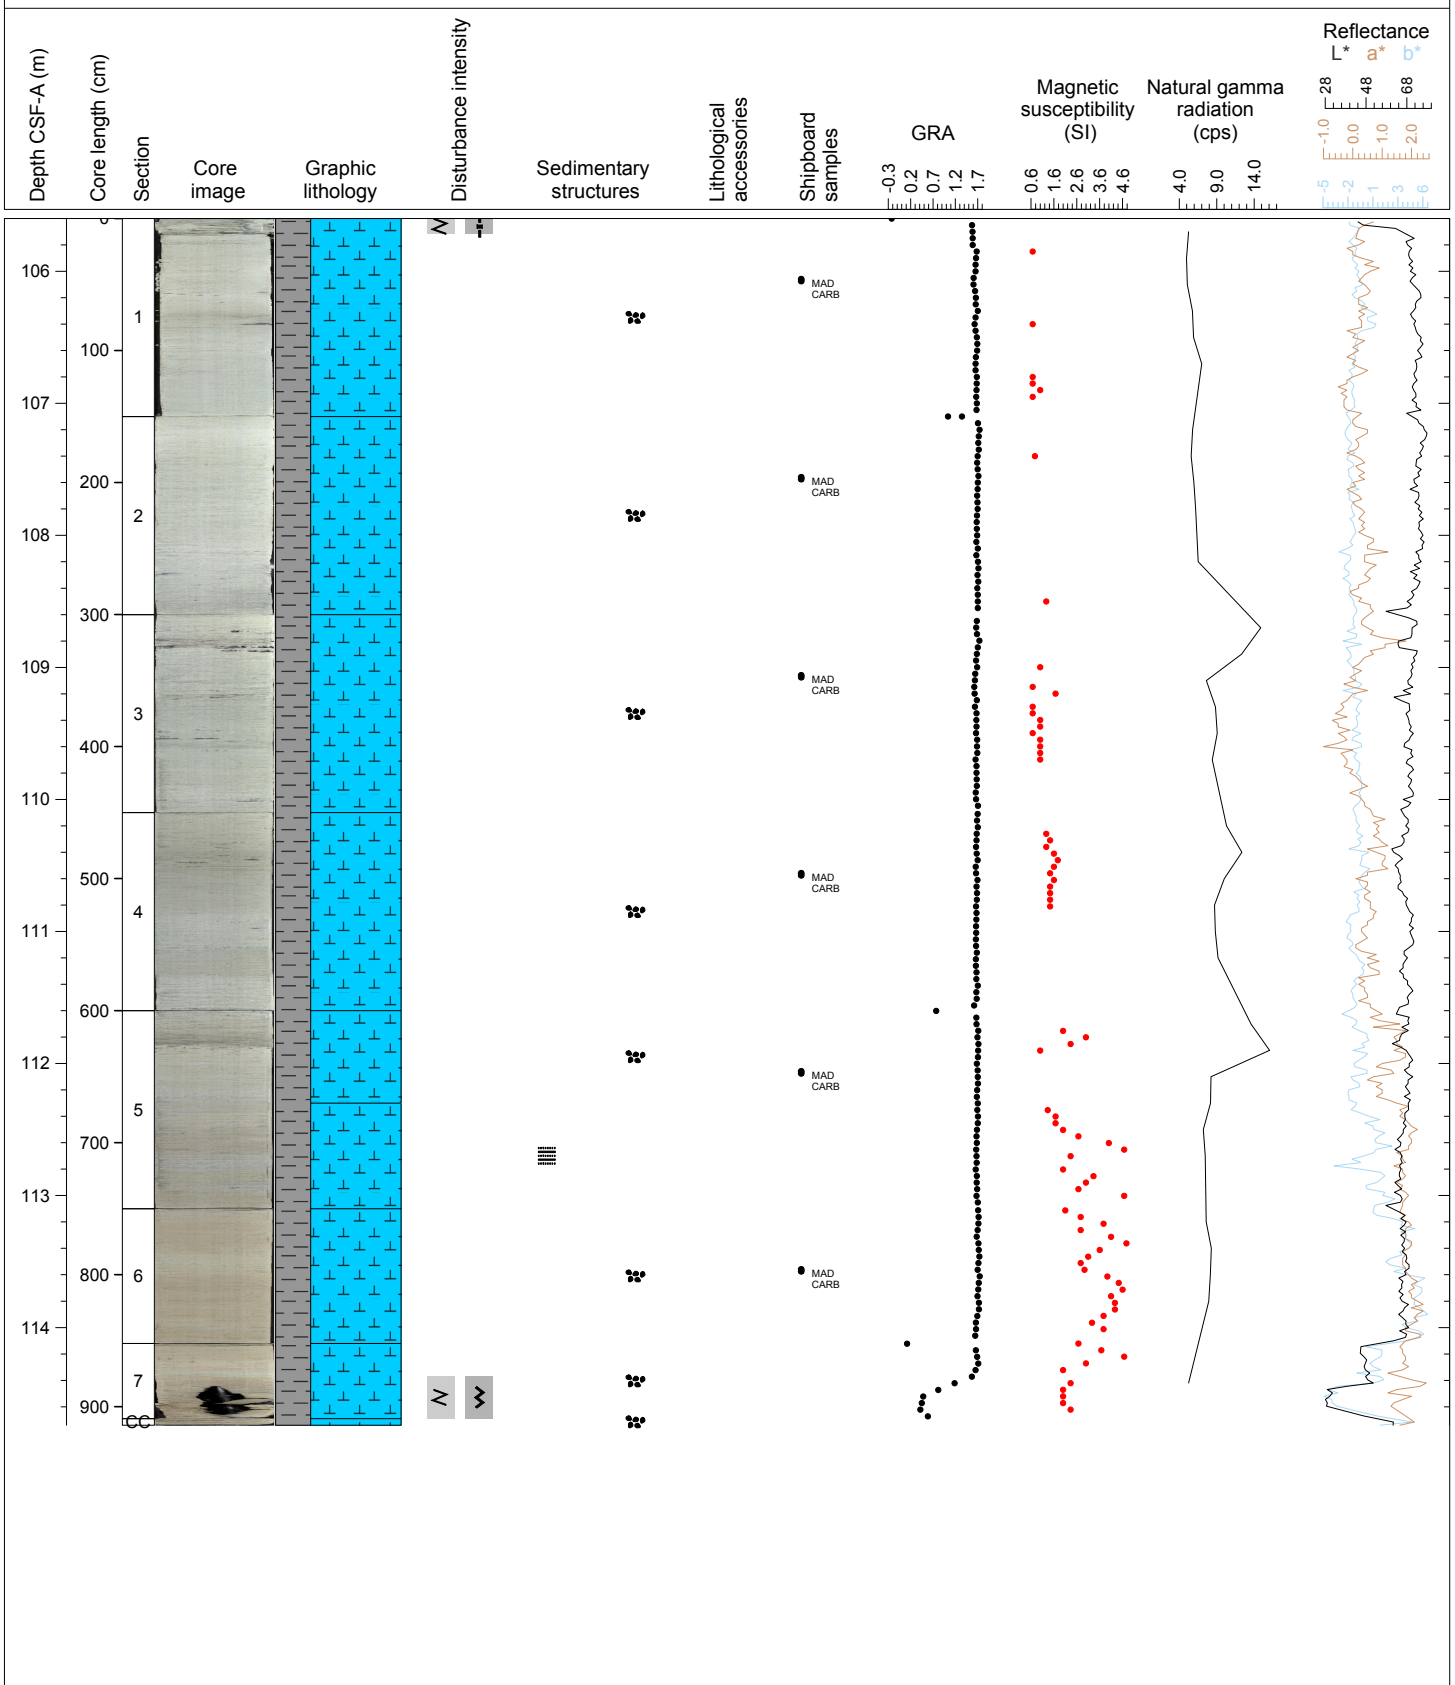 Depth CSF-A (m)
Core length (cm)
Section
Core
image
Graphic
lithology
Disturbance intensity
Sedimentary
structures
Lithological
accessories
Shipboard
samples
GRA
-0.3 0.2 0.7 1.2 1.7
Magnetic
susceptibility
(SI)
0.6 1.6 2.6 3.6 4.6
Natural gamma
radiation
(cps)
4.0 9.0 14.0
Reflectance
L* a* b*
28 48 68
-1.0 0.0 1.0 2.0
-5 -2 1 3 6
0
106
MAD
CARB
1
100
107
MAD
CARB
200
2
108
300
109
MAD
CARB
3
400
110
MAD
CARB
500
4
111
600
112
MAD
CARB
5
700
113
MAD
CARB
800
6
114
7
900
CC